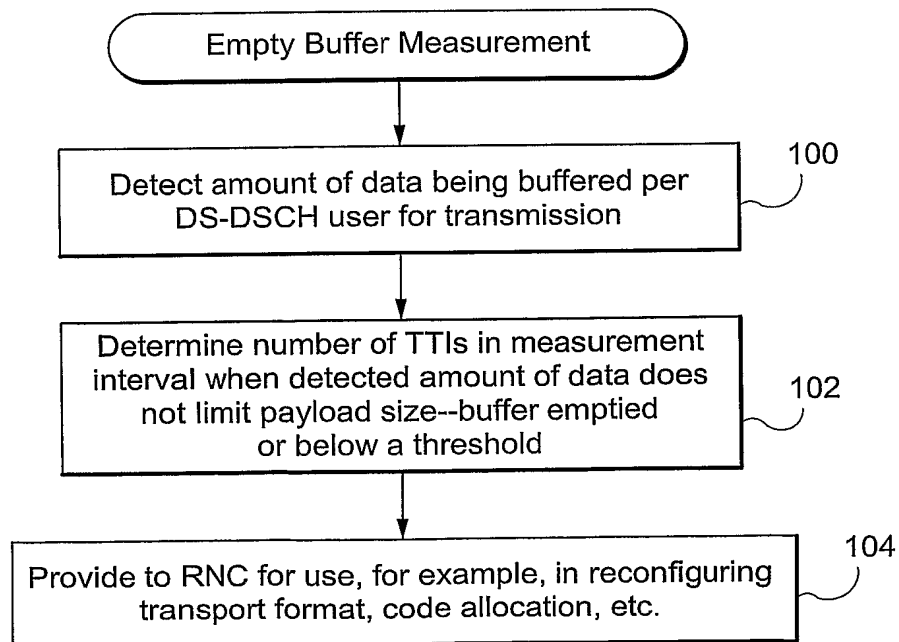 Empty Buffer Measurement
100
Detect amount of data being buffered per
DS-DSCH user for transmission
Determine number of TTIs in measurement
interval when detected amount of data does
not limit payload size--buffer emptied
or below a threshold
102
104
Provide to RNC for use, for example, in reconfiguring
transport format, code allocation, etc.